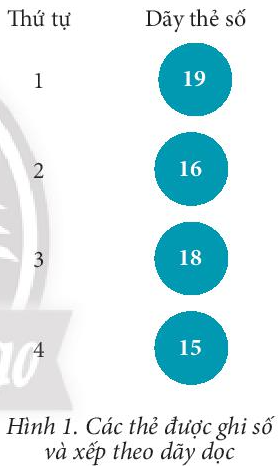 Thứ tự Dãy thẻ số
1 19
2 16
3 18
4 15
Hình 1. Các thẻ được ghi số
và xếp theo dãy dọc